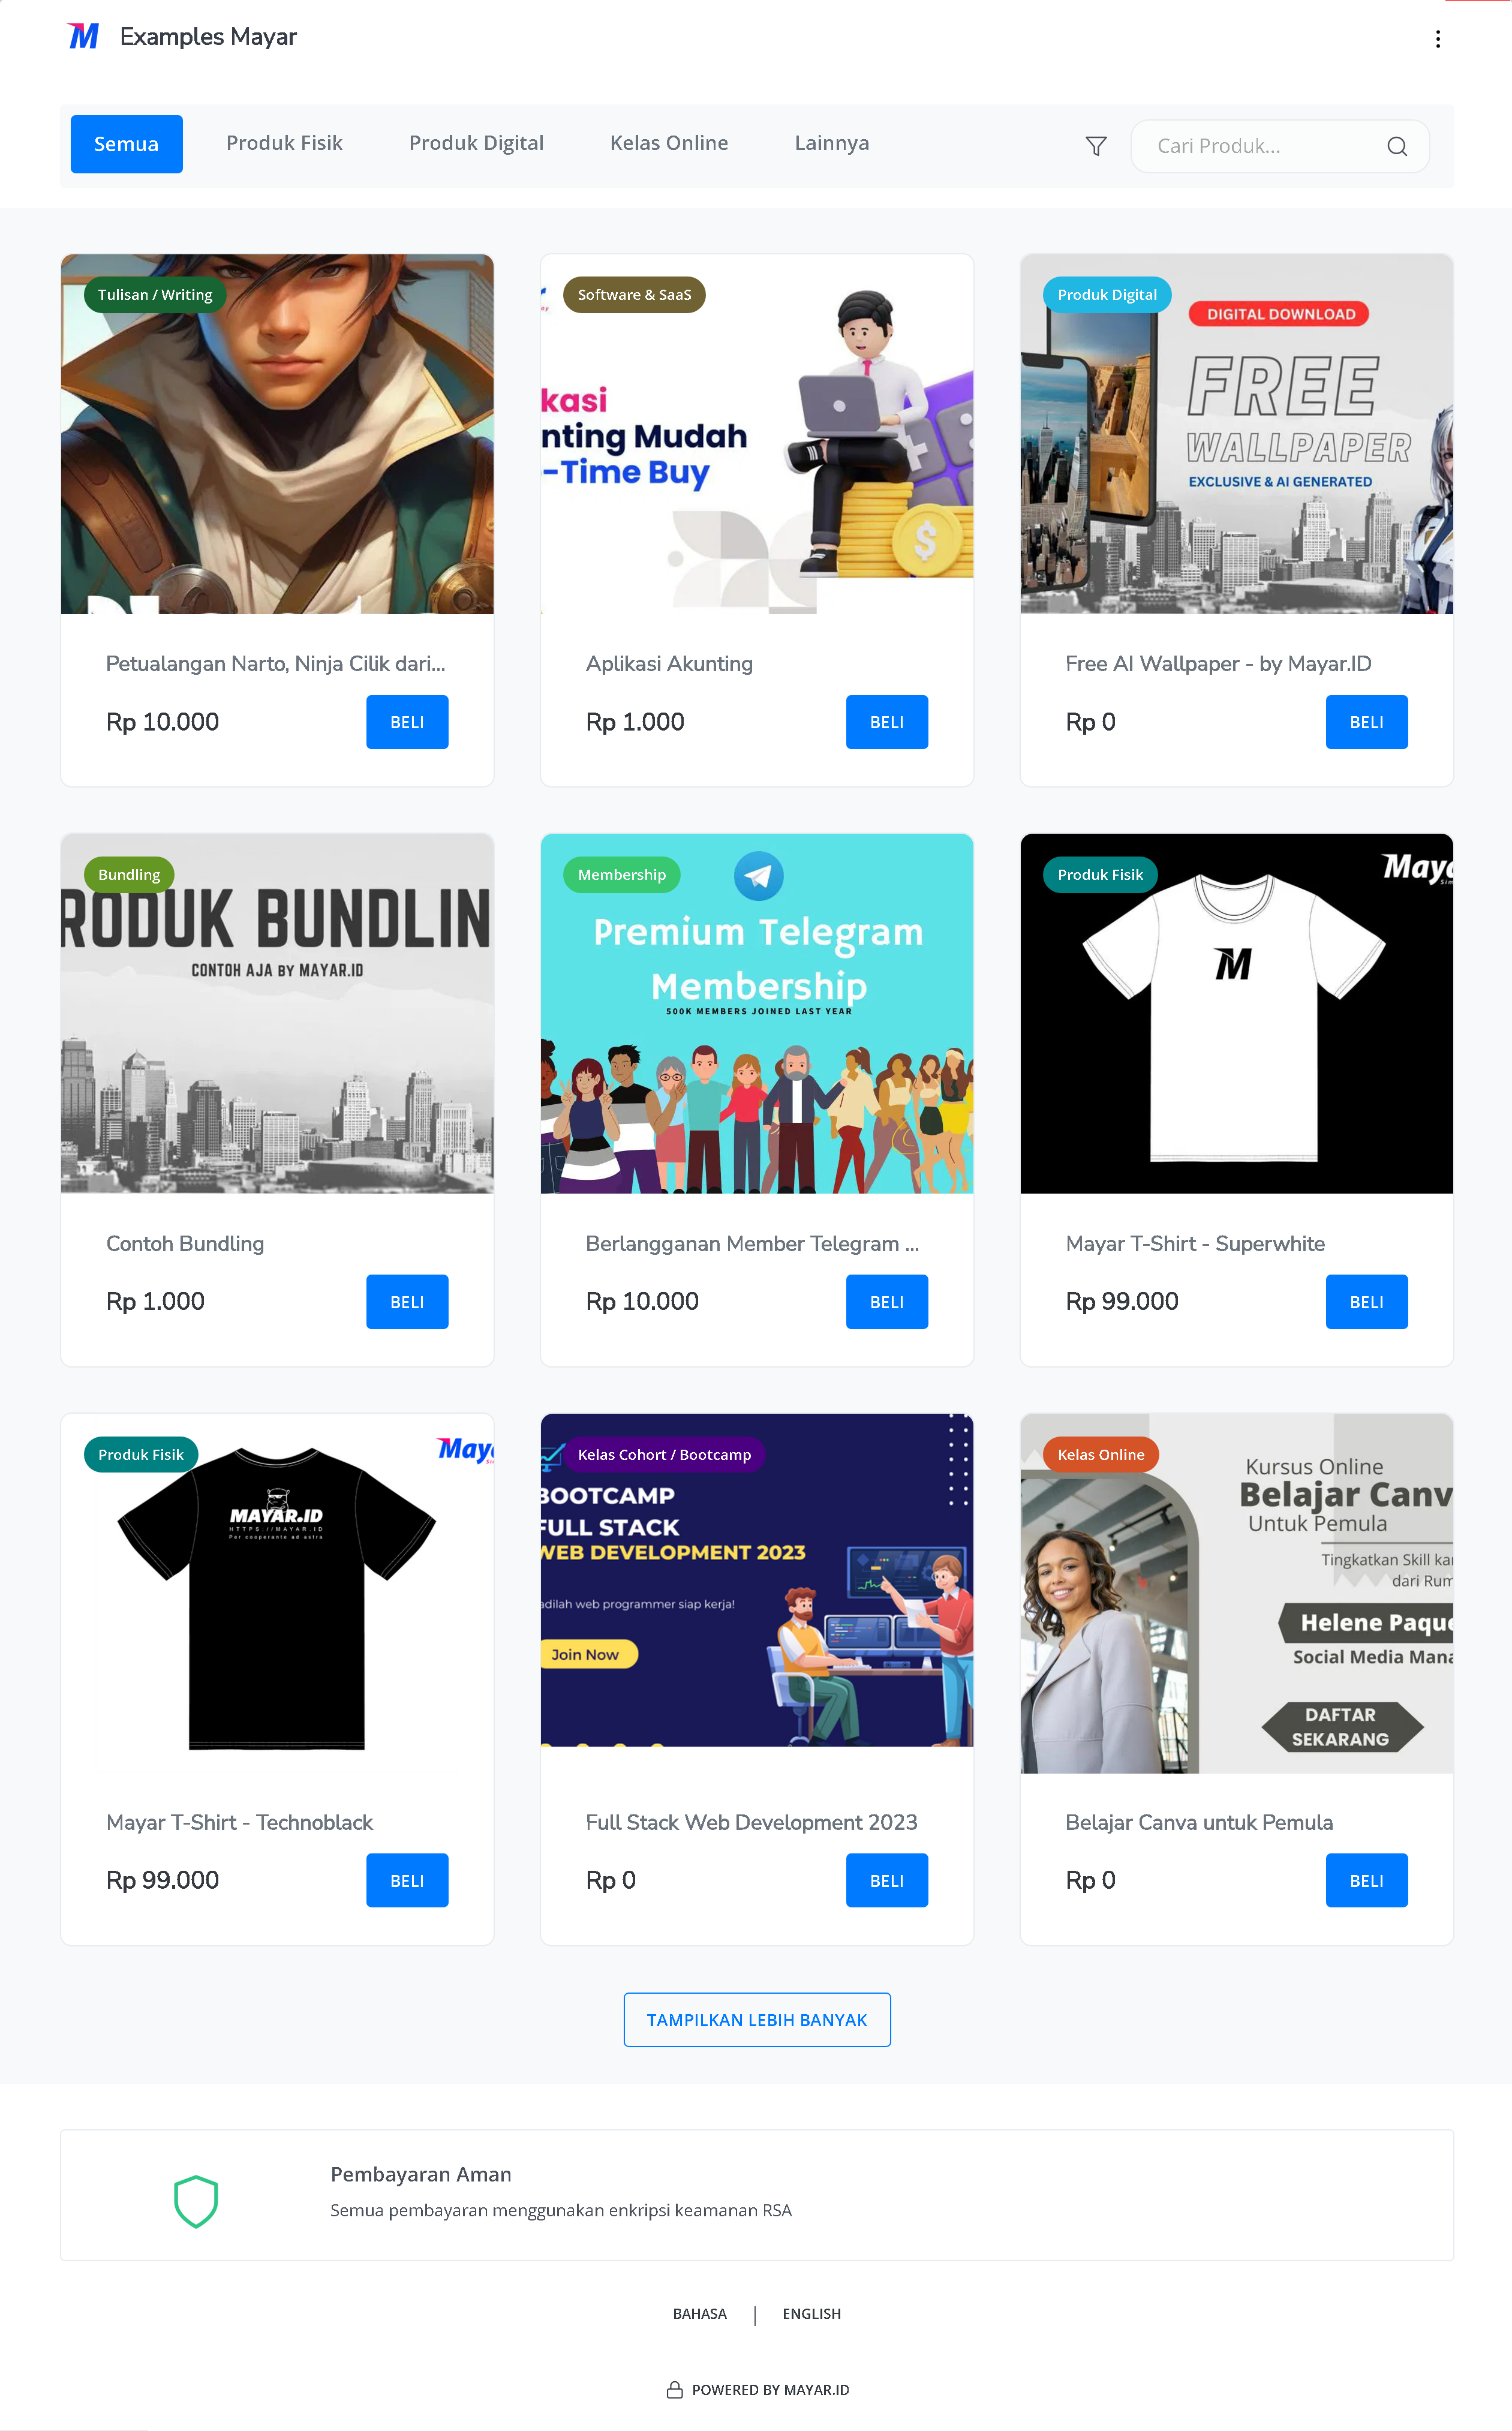 Examples Mayar
Semua
Produk Fisik
Produk Digital
Kelas Online
Lainnya
Cari Produk...
Tulisan / Writing
Petualangan Narto, Ninja Cilik dari...
Rp 10.000
BELI
Software & SaaS
kasi
nting Mudah
-Time Buy
Aplikasi Akunting
Rp 1.000
BELI
Produk Digital
DIGITAL DOWNLOAD
FREE
WALLPAPER
EXCLUSIVE & AI GENERATED
Free AI Wallpaper - by Mayar.ID
Rp 0
BELI
Bundling
RODUK BUNDLIN
CONTOH AJA BY MAYAR.ID
Contoh Bundling
Rp 1.000
BELI
Membership
Premium Telegram
Membership
500K MEMBERS JOINED LAST YEAR
Berlangganan Member Telegram ...
Rp 10.000
BELI
Produk Fisik
Maya
M
Mayar T-Shirt - Superwhite
Rp 99.000
BELI
Produk Fisik
May
MAYAR.ID
HTTPS://MAYAR.ID
Per cooperante ad astra
Mayar T-Shirt - Technoblack
Rp 99.000
BELI
Kelas Cohort / Bootcamp
BOOTCAMP
FULL STACK
WEB DEVELOPMENT 2023
adilah web programmer siap kerja!
Join Now
Full Stack Web Development 2023
Rp 0
BELI
Kelas Online
Kursus Online
Belajar Canv
Untuk Pemula
Tingkatkan Skill ka
dari Rum
Helene Paque
Social Media Mana
DAFTAR
SEKARANG
Belajar Canva untuk Pemula
Rp 0
BELI
TAMPILKAN LEBIH BANYAK
Pembayaran Aman
Semua pembayaran menggunakan enkripsi keamanan RSA
BAHASA | ENGLISH
POWERED BY MAYAR.ID